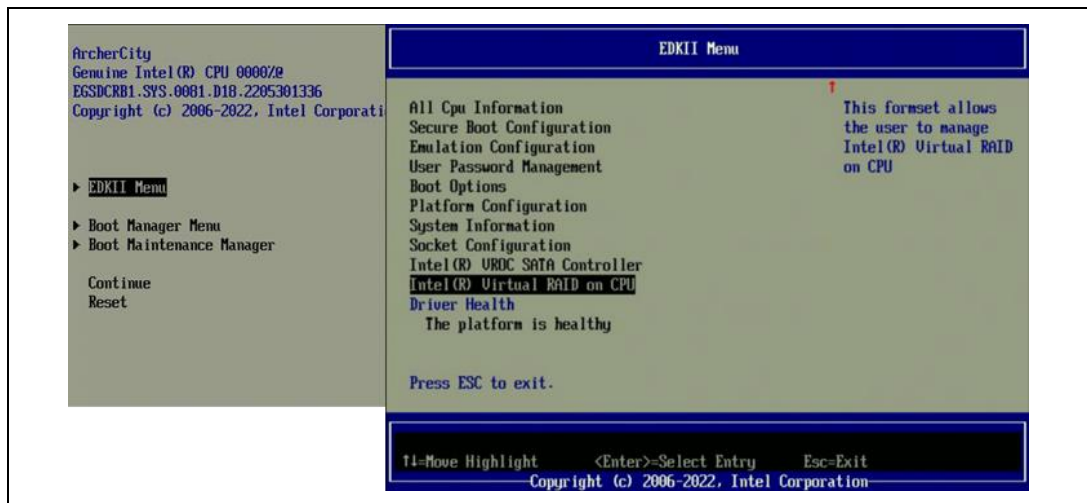 ArcherCity
Genuine Intel(R) CPU 0000%@
EGSDCRB1.SYS.0081.D18.2205301336
Copyright (c) 2006-2022, Intel Corporati
EDKII Menu
Boot Manager Menu
Boot Maintenance Manager
Continue
Reset
EDKII Menu
All Cpu Information
Secure Boot Configuration
Emulation Configuration
User Password Management
Boot Options
Platform Configuration
System Information
Socket Configuration
Intel(R) VROC SATA Controller
Intel(R) Virtual RAID on CPU
Driver Health
The platform is healthy
Press ESC to exit.
This formset allows
the user to manage
Intel(R) Virtual RAID
on CPU
↑↓=Move Highlight <Enter>=Select Entry Esc=Exit
Copyright (c) 2006-2022, Intel Corporation